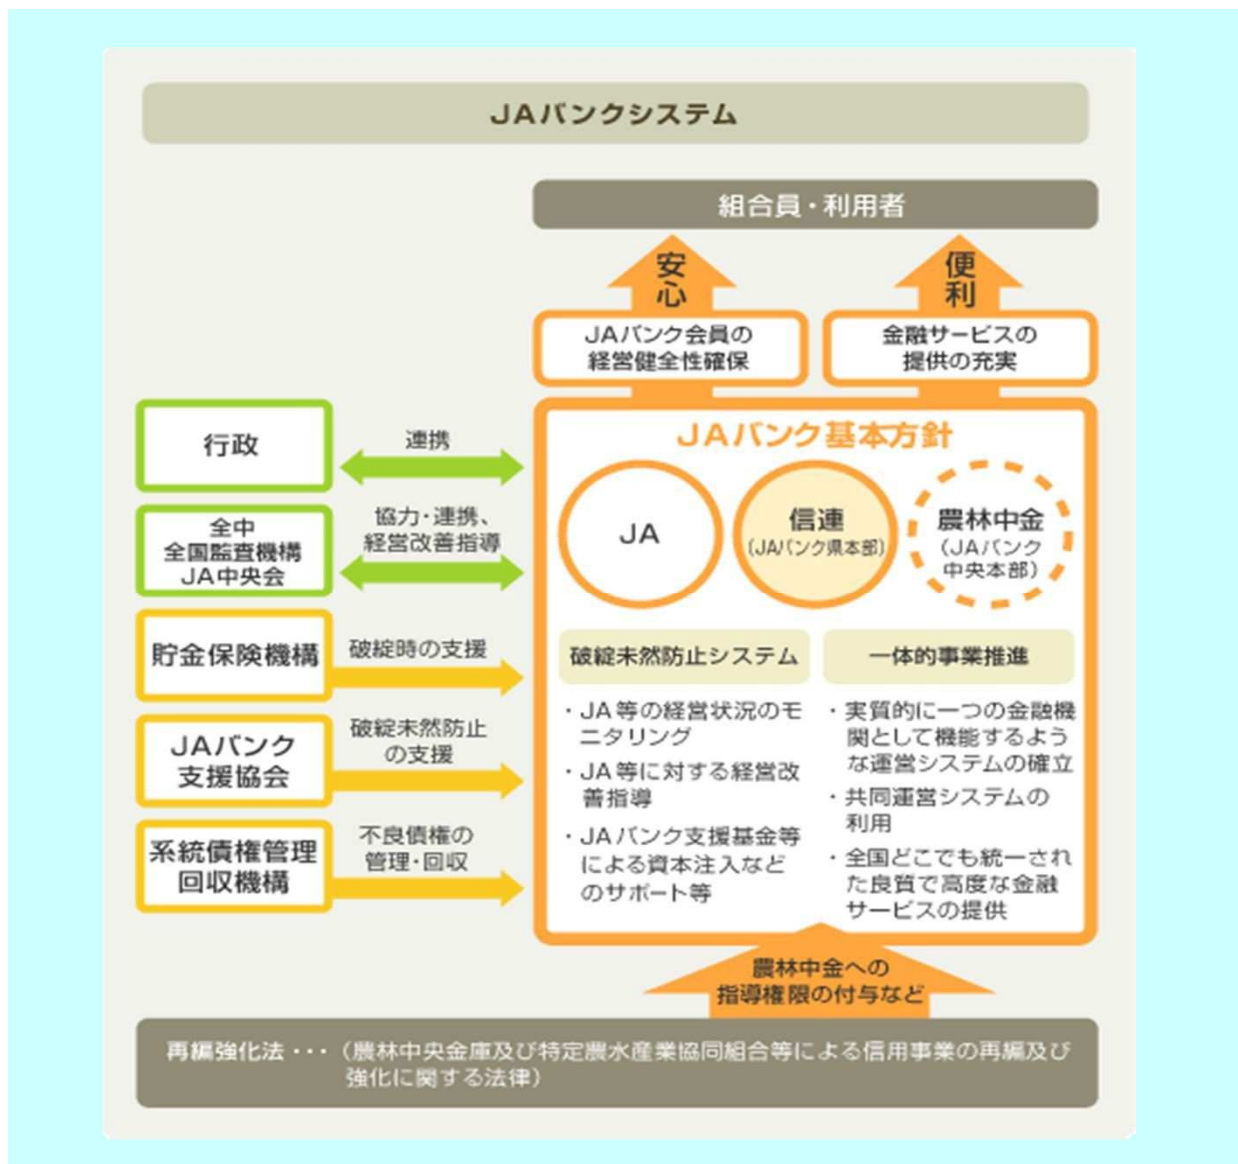 JAバンクシステム
組合員・利用者
安心
便利
JAバンク会員の
経営健全性確保
金融サービスの
提供の充実
行政
連携
全中
全国監査機構
JA中央会
協力・連携、
経営改善指導
貯金保険機構
破綻時の支援
JAバンク
支援協会
破綻未然防止
の支援
系統債権管理
回収機構
不良債権の
管理・回収
JAバンク基本方針
JA
信連
(JAバンク県本部)
農林中金
(JAバンク
中央本部)
破綻未然防止システム
・JA等の経営状況のモ
ニタリング
・JA等に対する経営改
善指導
・JAバンク支援基金等
による資本注入など
のサポート等
一体的事業推進
・実質的に一つの金融機
関として機能するよう
な運営システムの確立
・共同運営システムの
利用
・全国どこでも統一され
た良質で高度な金融
サービスの提供
農林中金への
指導権限の付与など
再編強化法・・・(農林中央金庫及び特定農水産業協同組合等による信用事業の再編及び
強化に関する法律)